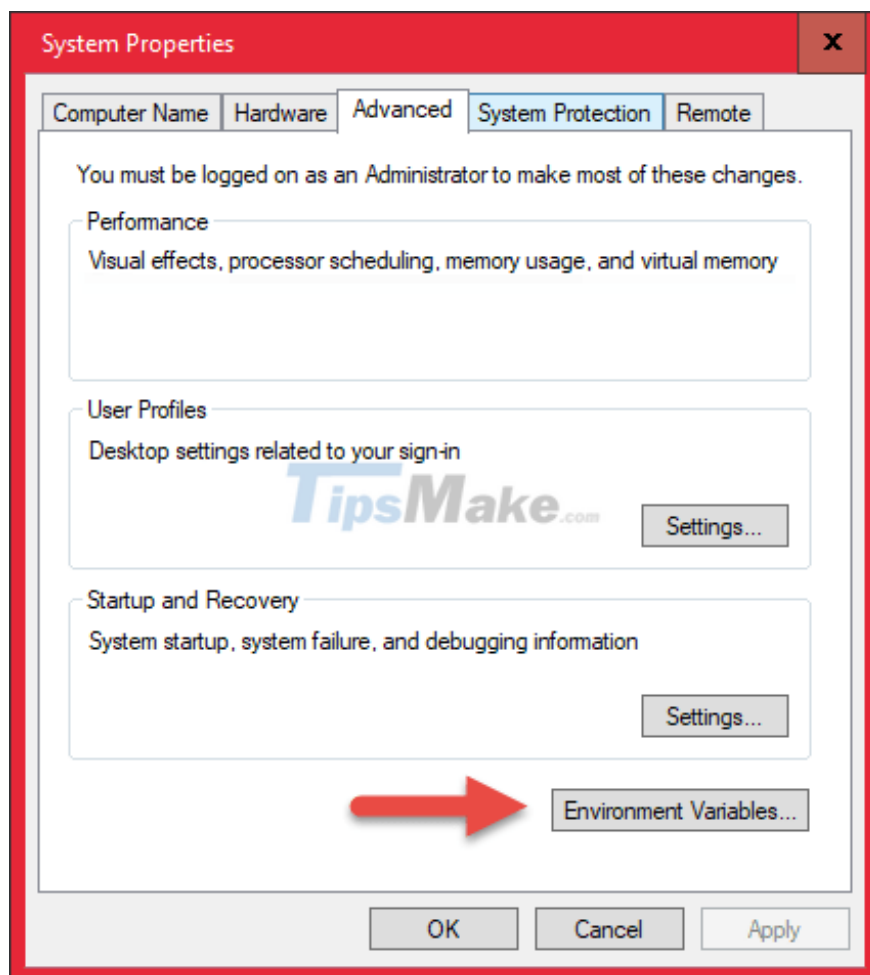 System Properties
x
Computer Name Hardware Advanced System Protection Remote
You must be logged on as an Administrator to make most of these changes.
Performance
Visual effects, processor scheduling, memory usage, and virtual memory
User Profiles
Desktop settings related to your sign-in
TipsMake.com
Settings...
Startup and Recovery
System startup, system failure, and debugging information
Settings...
Environment Variables...
OK Cancel Apply